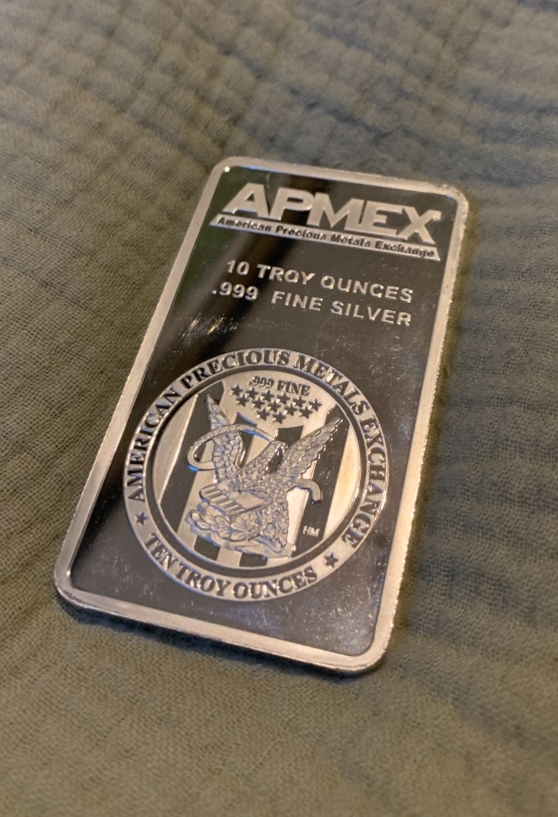 APMEX
American Precious Metals Exchange
10 TROY OUNCES
.999 FINE SILVER
AMERICAN PRECIOUS METALS EXCHANGE
.999 FINE
HM
TEN TROY OUNCES